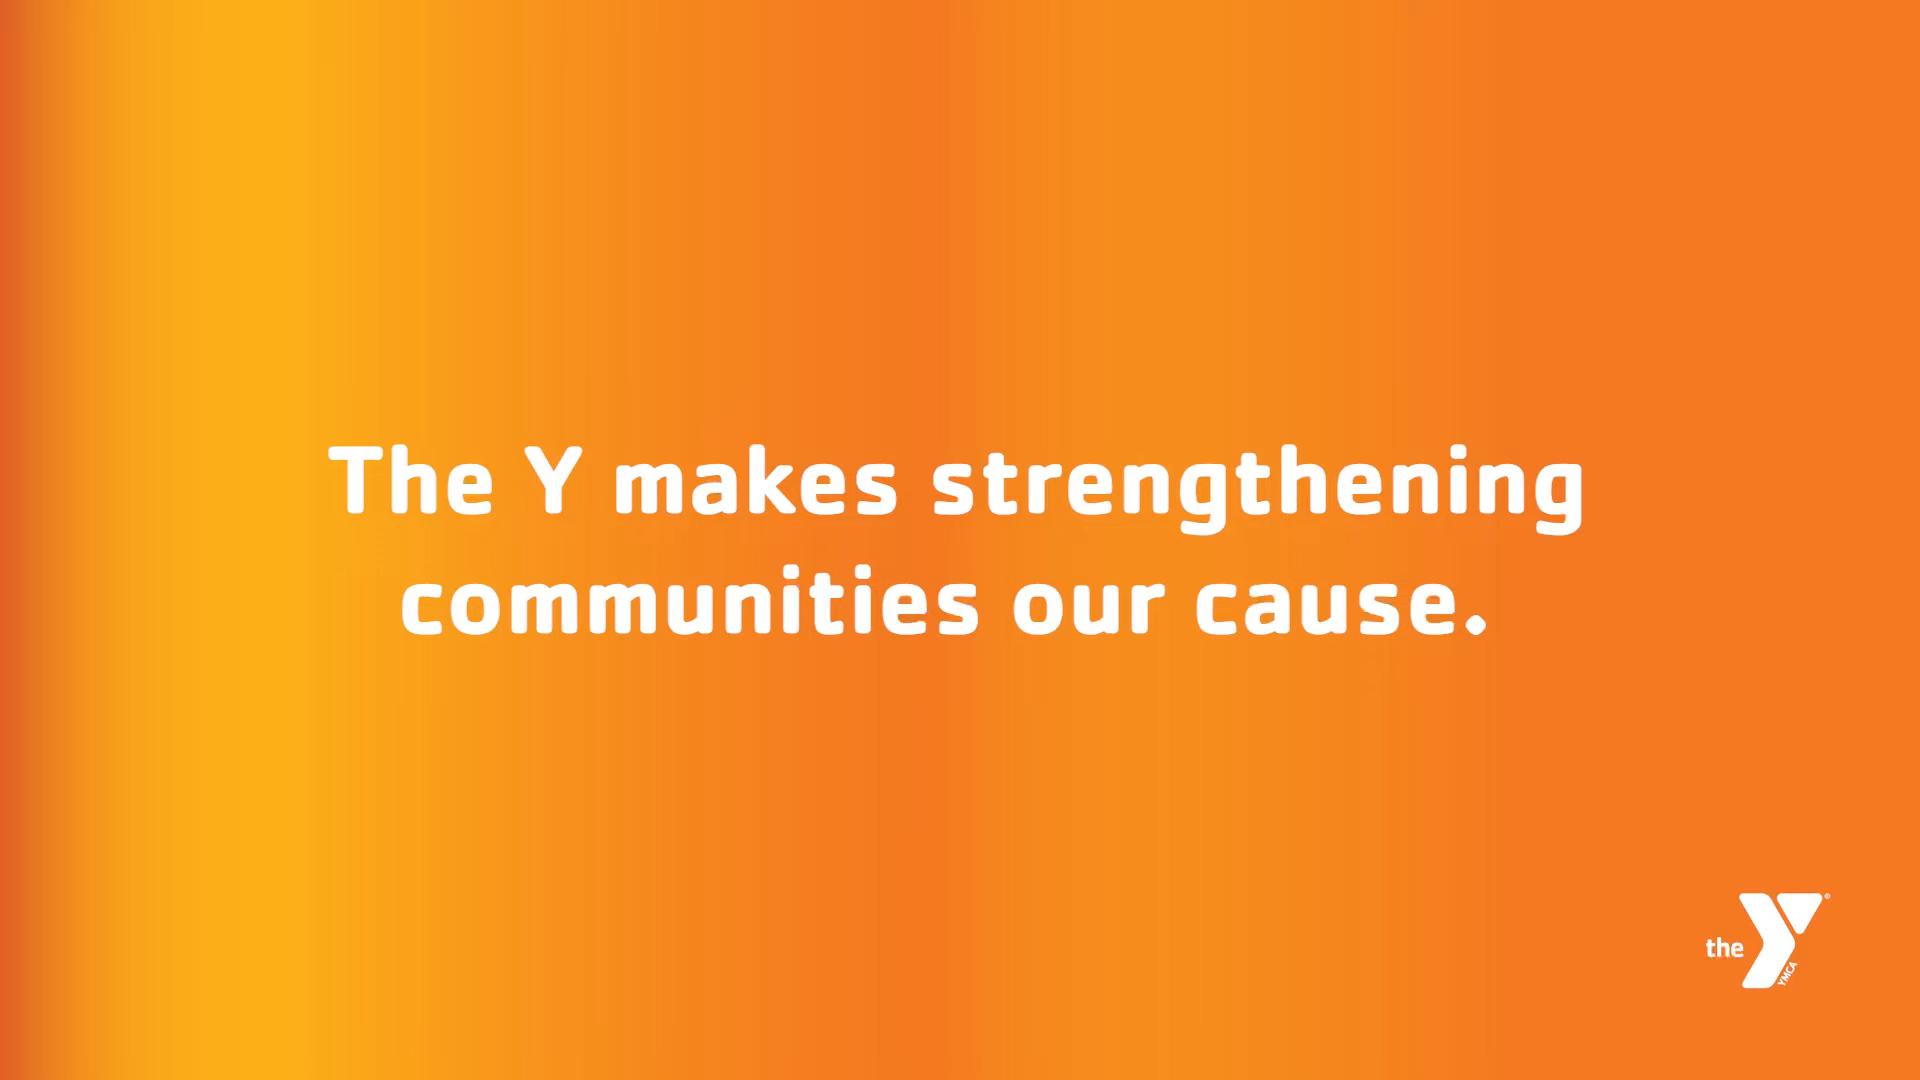 The Y makes strengthening
communities our cause.
the Y®
YMCA